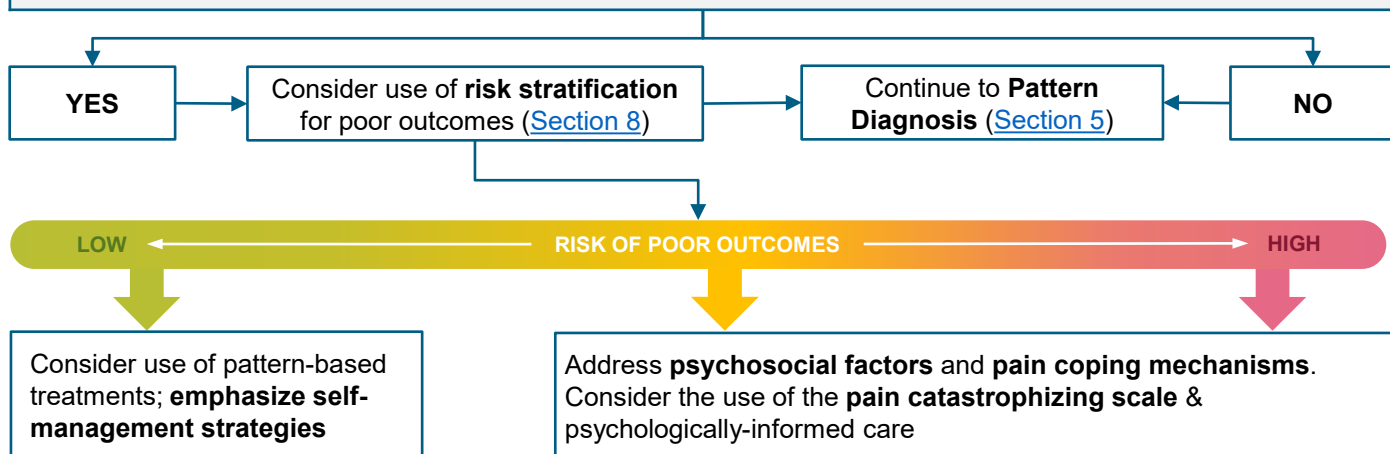 YES
Consider use of risk stratification
for poor outcomes (Section 8)
Continue to Pattern
Diagnosis (Section 5)
NO
LOW
RISK OF POOR OUTCOMES
HIGH
Consider use of pattern-based
treatments; emphasize self-
management strategies
Address psychosocial factors and pain coping mechanisms.
Consider the use of the pain catastrophizing scale &
psychologically-informed care